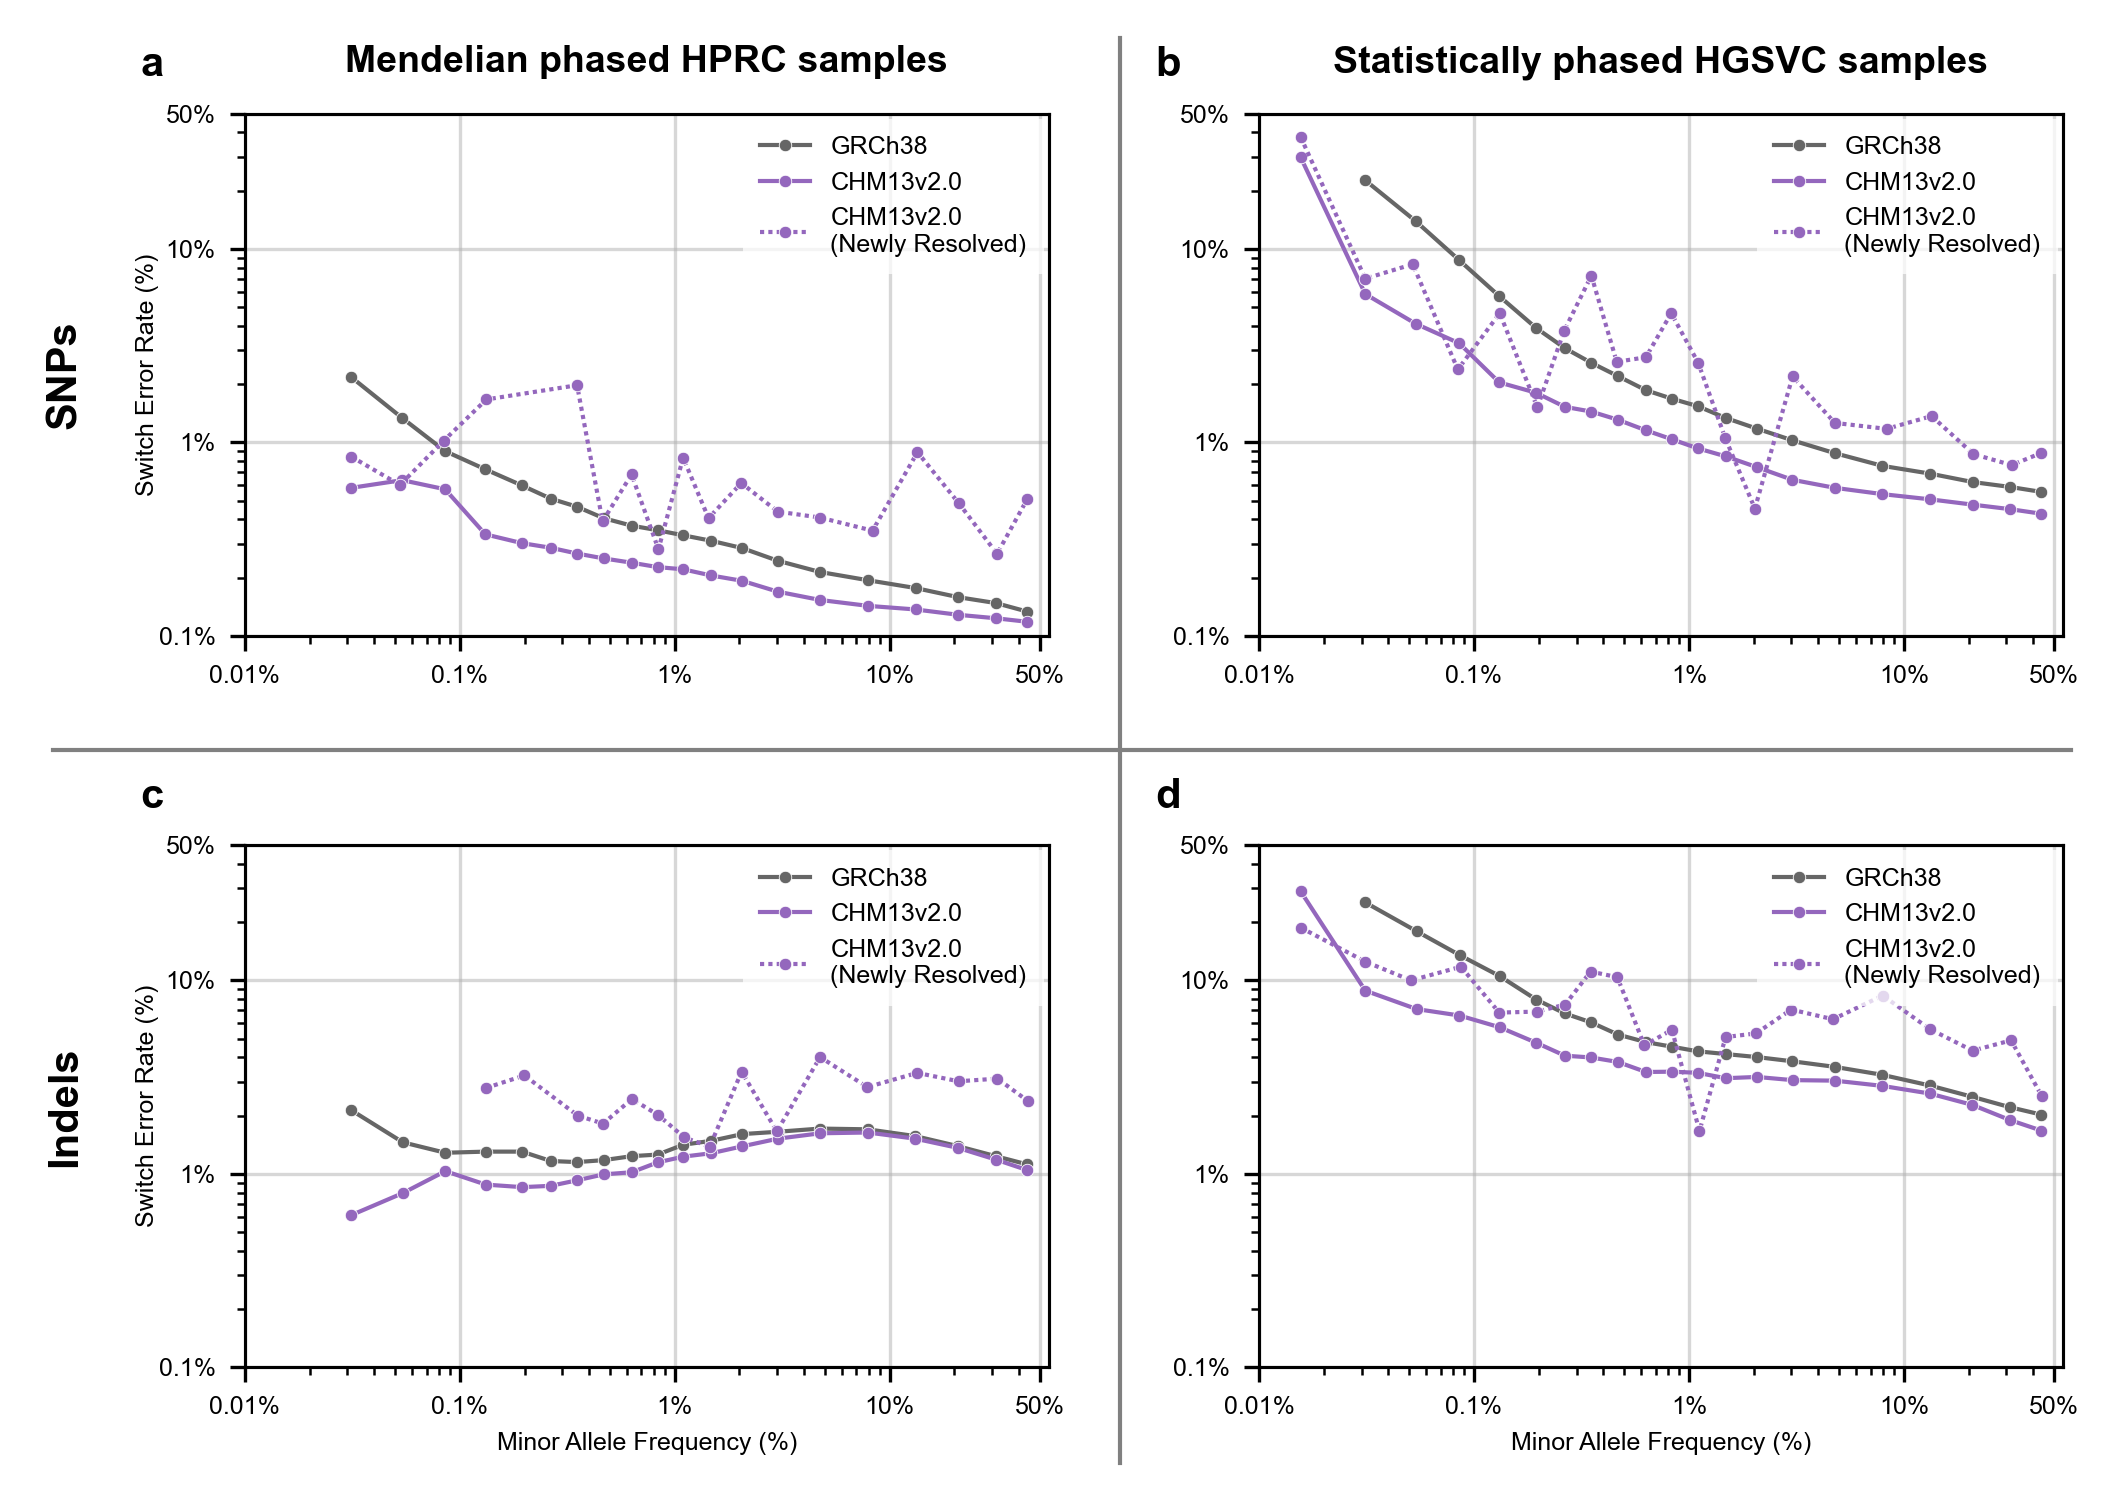 a
Mendelian phased HPRC samples
SNPs
Switch Error Rate (%)
50%
10%
1%
0.1%
GRCh38
CHM13v2.0
CHM13v2.0
(Newly Resolved)
0.01%
0.1%
1%
10%
50%
b
Statistically phased HGSVC samples
50%
10%
1%
0.1%
GRCh38
CHM13v2.0
CHM13v2.0
(Newly Resolved)
0.01%
0.1%
1%
10%
50%
c
Indels
Switch Error Rate (%)
50%
10%
1%
0.1%
GRCh38
CHM13v2.0
CHM13v2.0
(Newly Resolved)
0.01%
0.1%
1%
10%
50%
Minor Allele Frequency (%)
d
50%
10%
1%
0.1%
GRCh38
CHM13v2.0
CHM13v2.0
(Newly Resolved)
0.01%
0.1%
1%
10%
50%
Minor Allele Frequency (%)